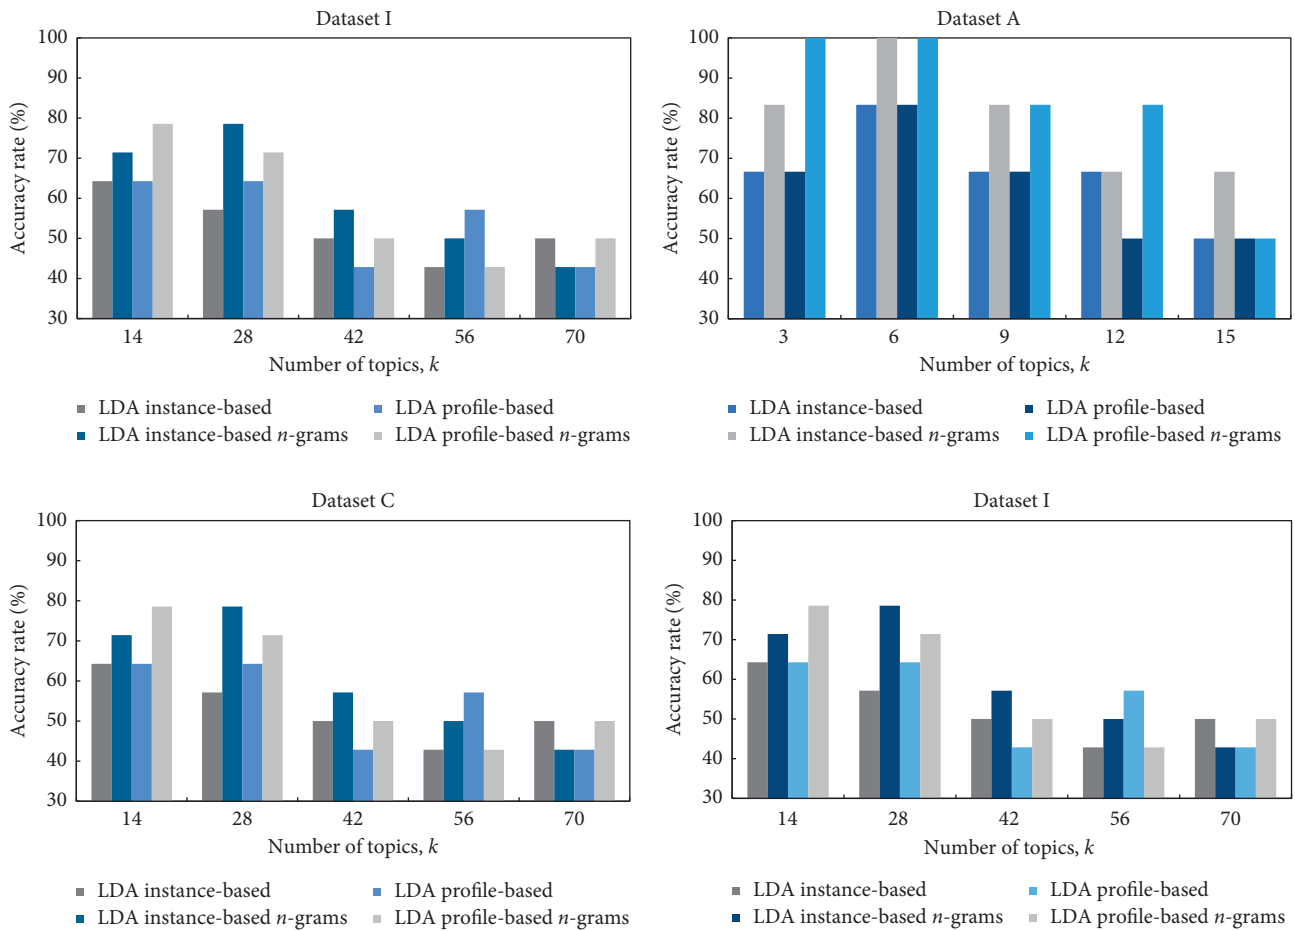 Dataset I
100
90
80
70
60
50
40
30
Accuracy rate (%)
14 28 42 56 70
Number of topics, k
LDA instance-based LDA profile-based
LDA instance-based n-grams LDA profile-based n-grams
Dataset A
100
90
80
70
60
50
40
30
Accuracy rate (%)
3 6 9 12 15
Number of topics, k
LDA instance-based LDA profile-based
LDA instance-based n-grams LDA profile-based n-grams
Dataset C
100
90
80
70
60
50
40
30
Accuracy rate (%)
14 28 42 56 70
Number of topics, k
LDA instance-based LDA profile-based
LDA instance-based n-grams LDA profile-based n-grams
Dataset I
100
90
80
70
60
50
40
30
Accuracy rate (%)
14 28 42 56 70
Number of topics, k
LDA instance-based LDA profile-based
LDA instance-based n-grams LDA profile-based n-grams